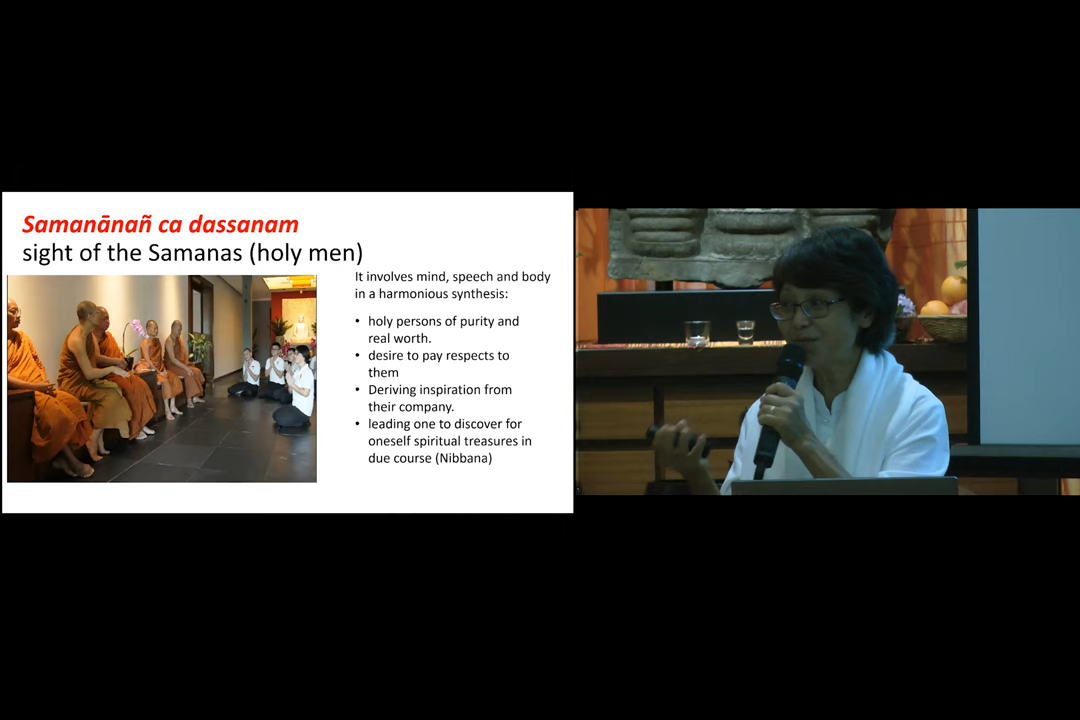 Samanānañ ca dassanam
sight of the Samanas (holy men)
It involves mind, speech and body
in a harmonious synthesis:
• holy persons of purity and
real worth.
• desire to pay respects to
them
• Deriving inspiration from
their company.
• leading one to discover for
oneself spiritual treasures in
due course (Nibbana)